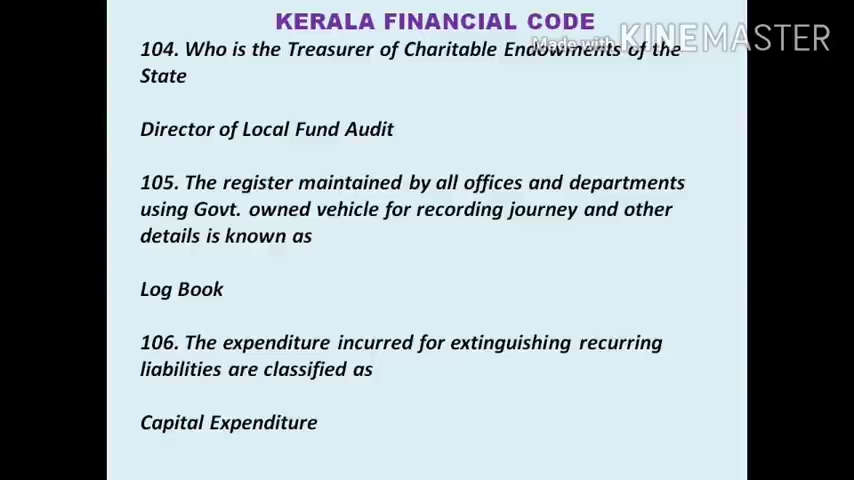 KERALA FINANCIAL CODE
Made with KINEMASTER
104. Who is the Treasurer of Charitable Endowments of the
State
Director of Local Fund Audit
105. The register maintained by all offices and departments
using Govt. owned vehicle for recording journey and other
details is known as
Log Book
106. The expenditure incurred for extinguishing recurring
liabilities are classified as
Capital Expenditure